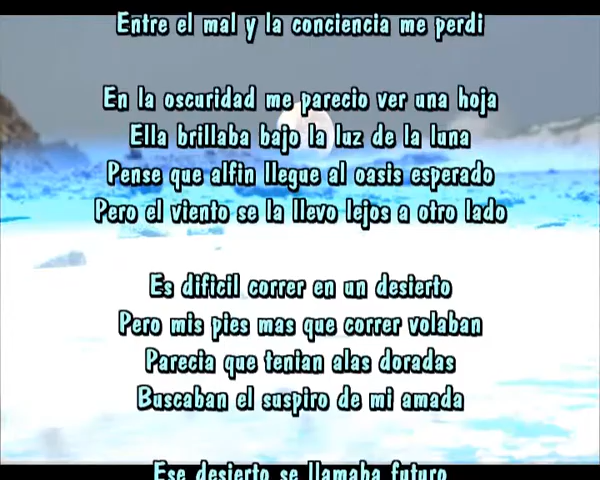 Entre el mal y la conciencia me perdi
En la oscuridad me parecio ver una hoja
Ella brillaba bajo la luz de la luna
Pense que alfin llegue al oasis esperado
Pero el viento se la llevo lejos a otro lado
Es dificil correr en un desierto
Pero mis pies mas que correr volaban
Parecia que tenian alas doradas
Buscaban el suspiro de mi amada
Ese desierto se llamaba futuro